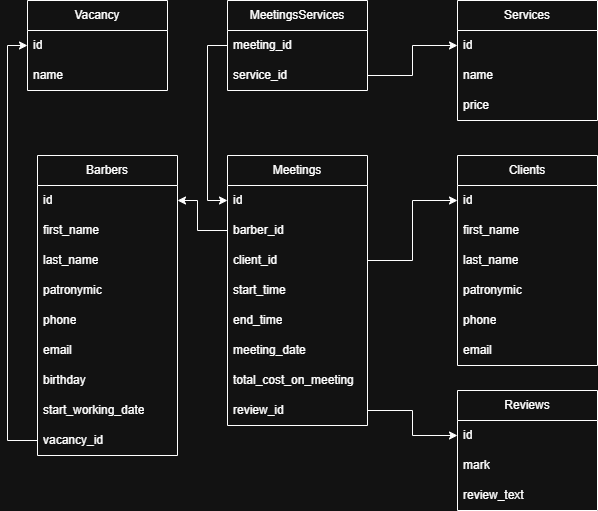 Vacancy
id
name
MeetingsServices
meeting_id
service_id
Services
id
name
price
Barbers
id
first_name
last_name
patronymic
phone
email
birthday
start_working_date
vacancy_id
Meetings
id
barber_id
client_id
start_time
end_time
meeting_date
total_cost_on_meeting
review_id
Clients
id
first_name
last_name
patronymic
phone
email
Reviews
id
mark
review_text